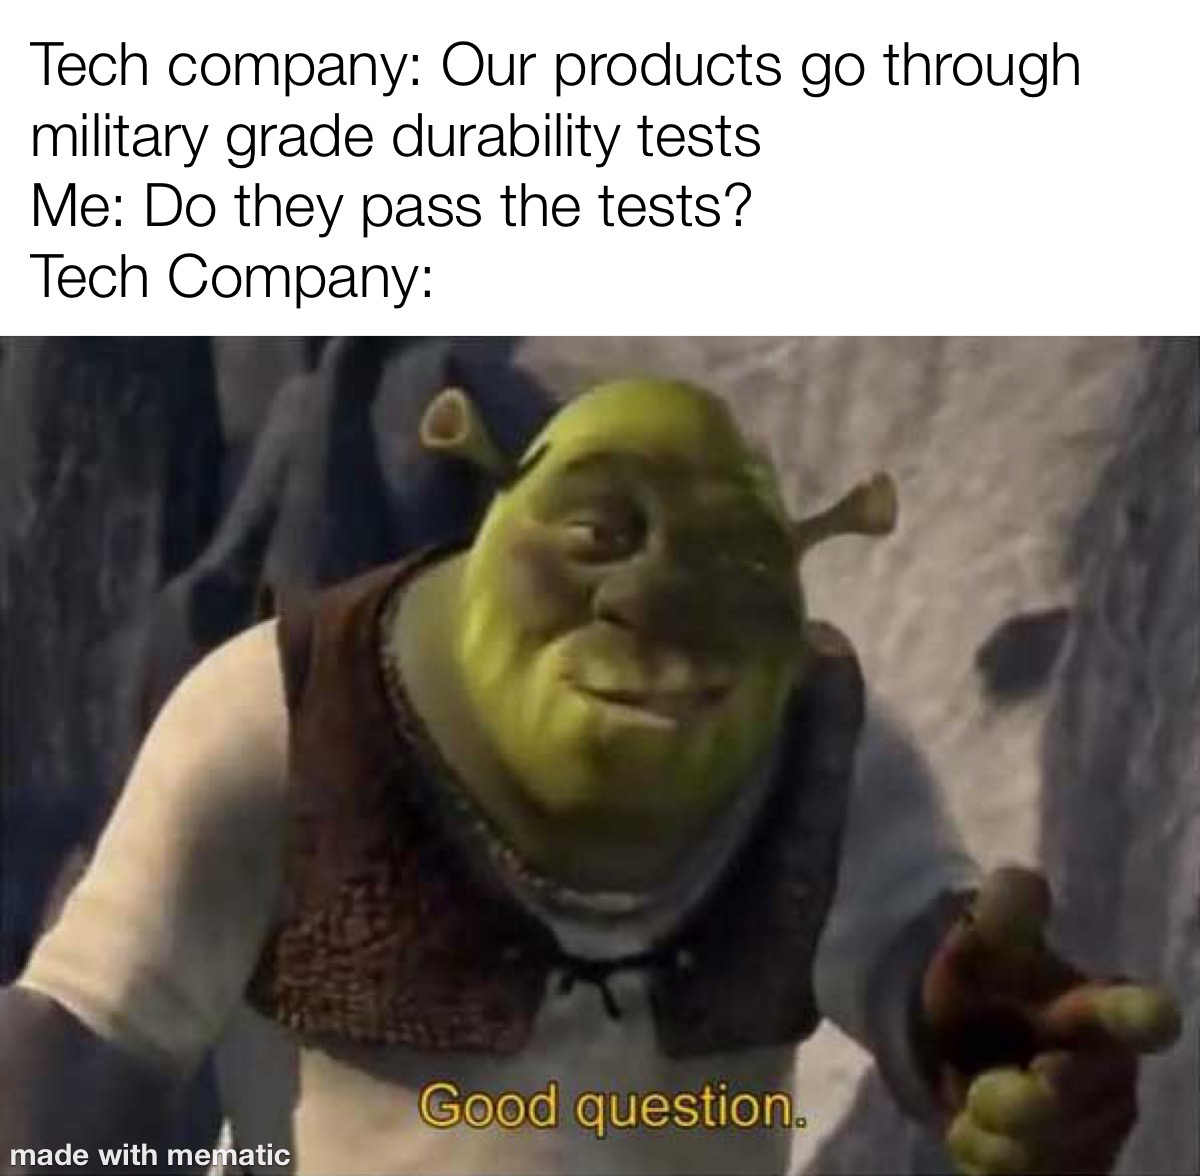 Tech company: Our products go through
military grade durability tests
Me: Do they pass the tests?
Tech Company:
Good question.
made with mematic